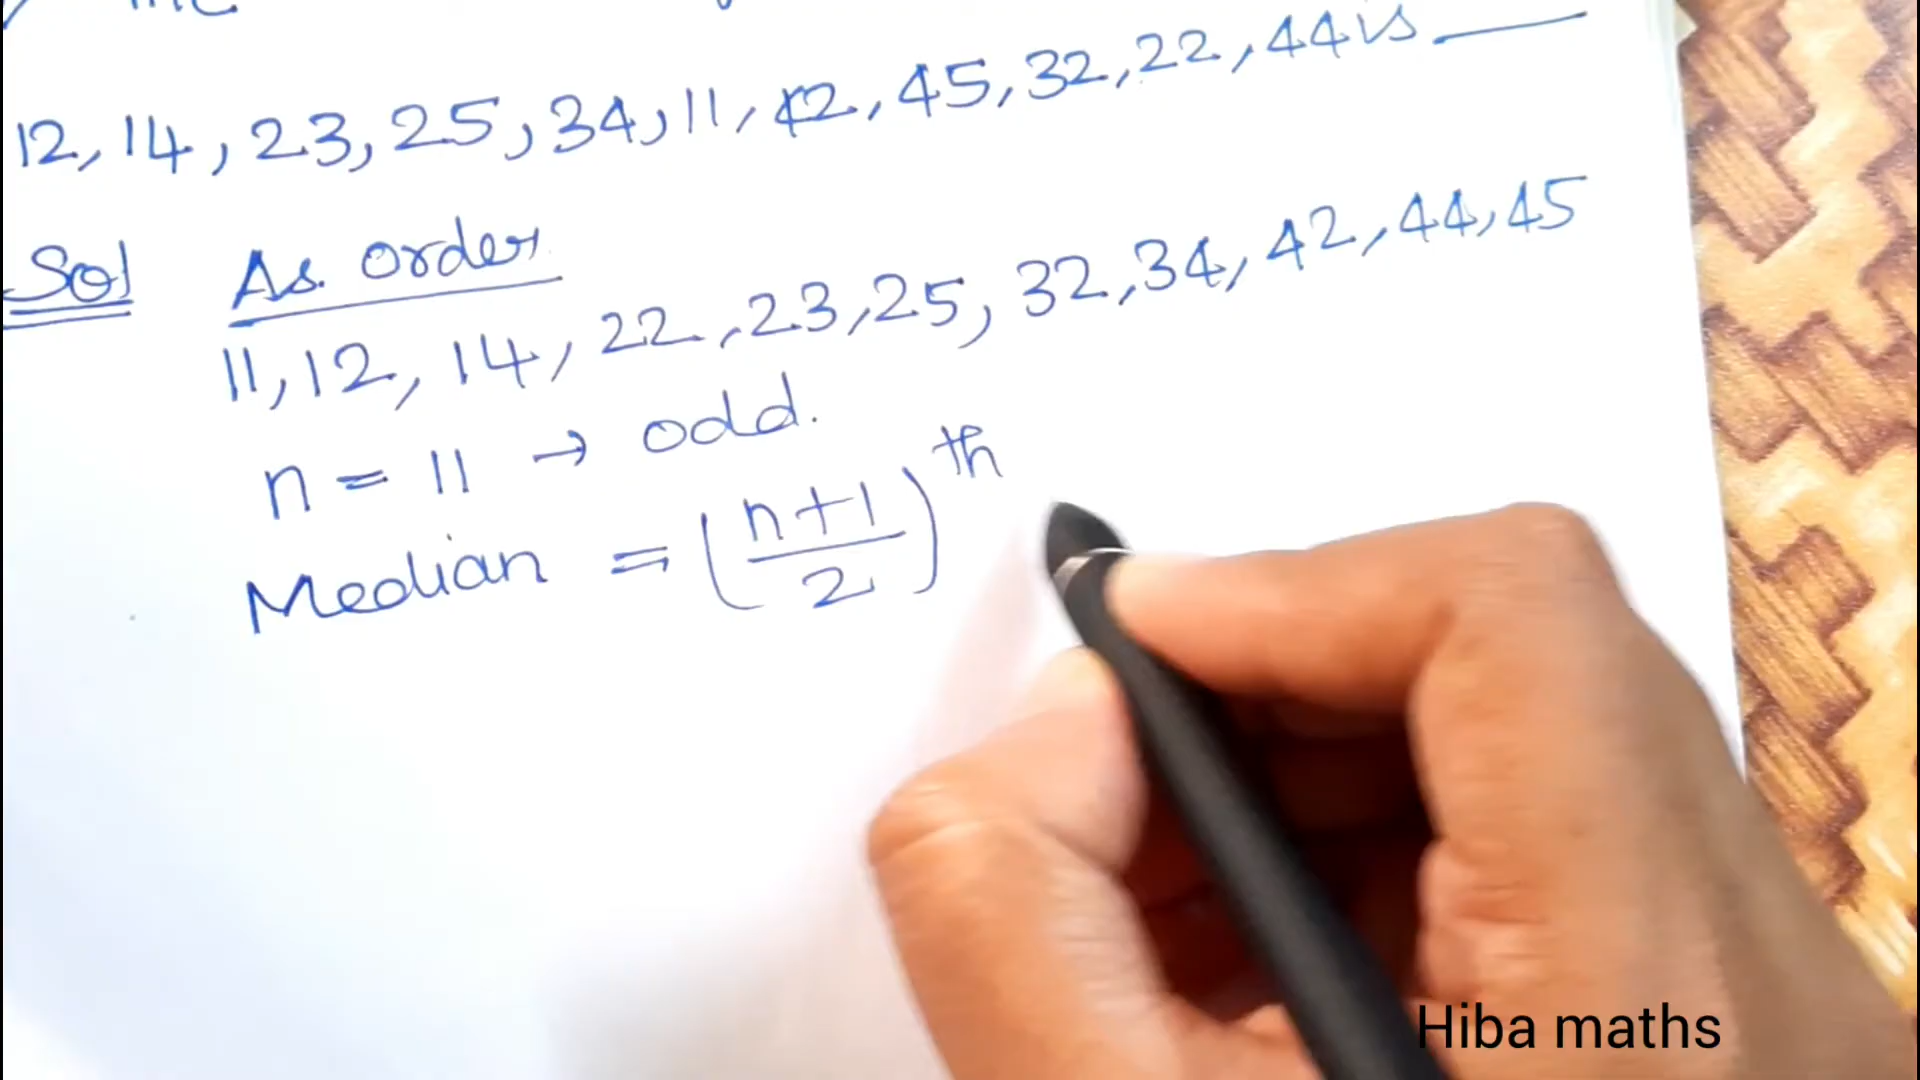 12, 14, 23, 25, 34, 11, 42, 45, 32, 22, 44 is ____
Sol As. order
11, 12, 14, 22, 23, 25, 32, 34, 42, 44, 45
n = 11 → odd.
Median = (n+1/2)^th
Hiba maths